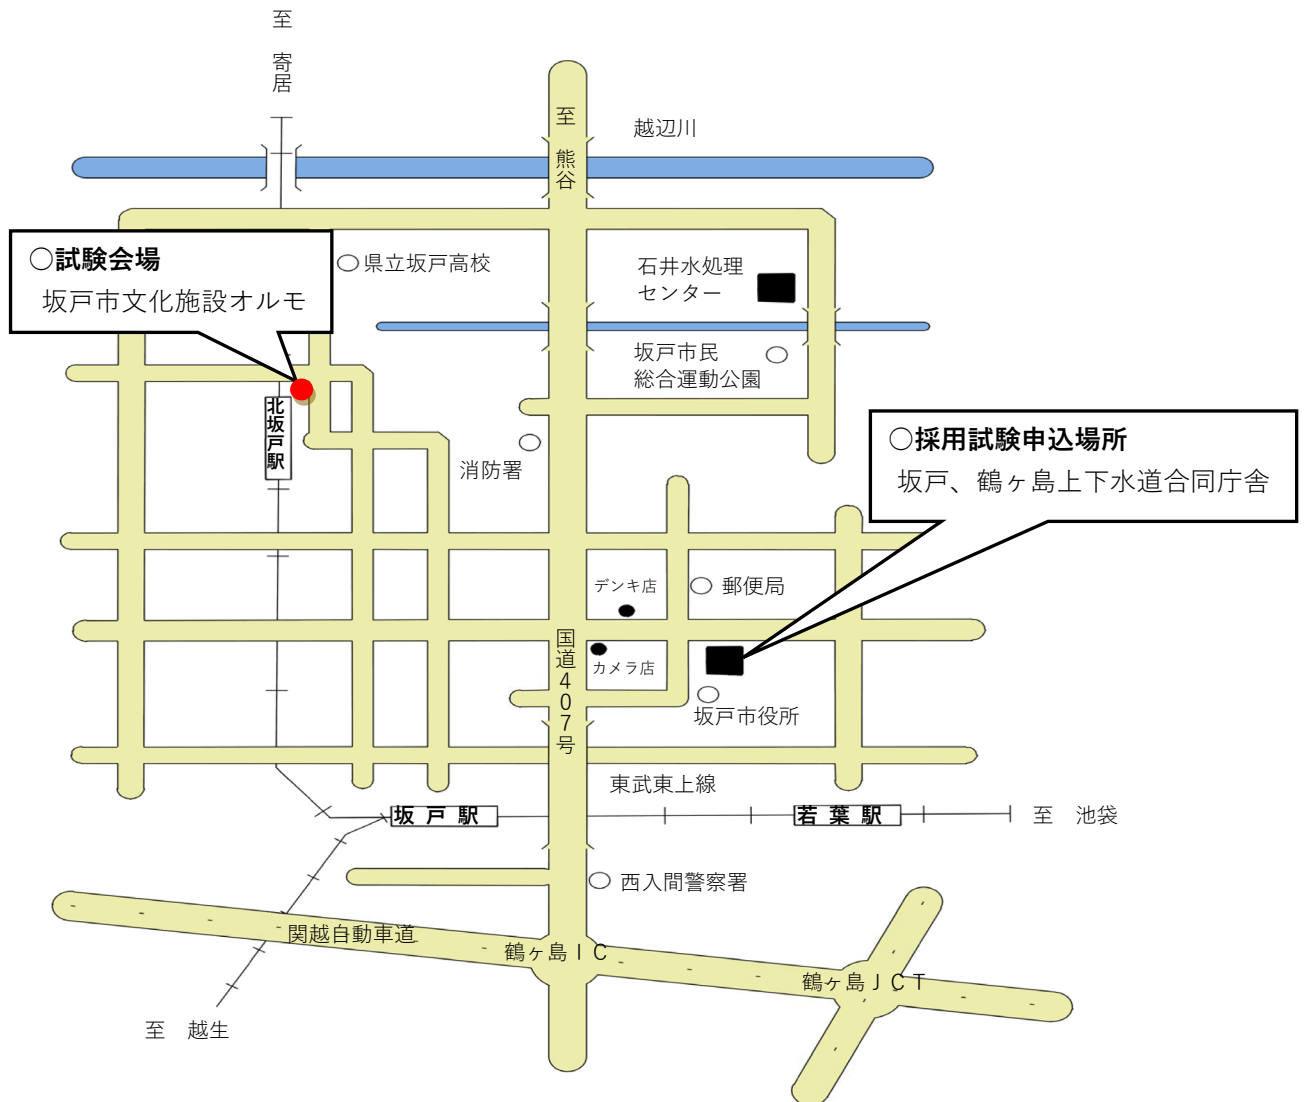 至　寄居
至　熊谷
越辺川
○試験会場
坂戸市文化施設オルモ
県立坂戸高校
石井水処理
センター
坂戸市民
総合運動公園
北坂戸駅
消防署
○採用試験申込場所
坂戸、鶴ヶ島上下水道合同庁舎
デンキ店
郵便局
国道407号
カメラ店
坂戸市役所
東武東上線
坂戸駅
若葉駅
至　池袋
西入間警察署
関越自動車道
鶴ヶ島ＩＣ
鶴ヶ島ＪＣＴ
至　越生